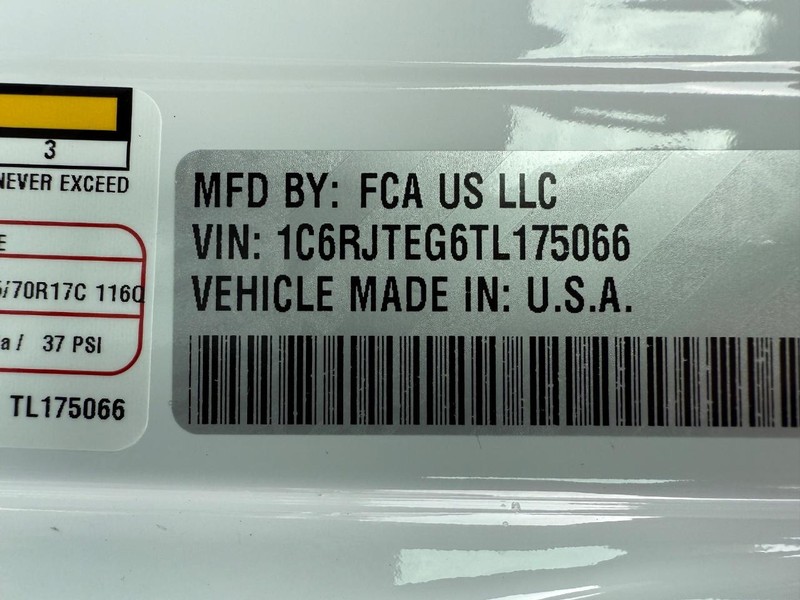 3
NEVER EXCEED
E
/70R17C 116Q
a / 37 PSI
TL175066
MFD BY: FCA US LLC
VIN: 1C6RJTEG6TL175066
VEHICLE MADE IN: U.S.A.